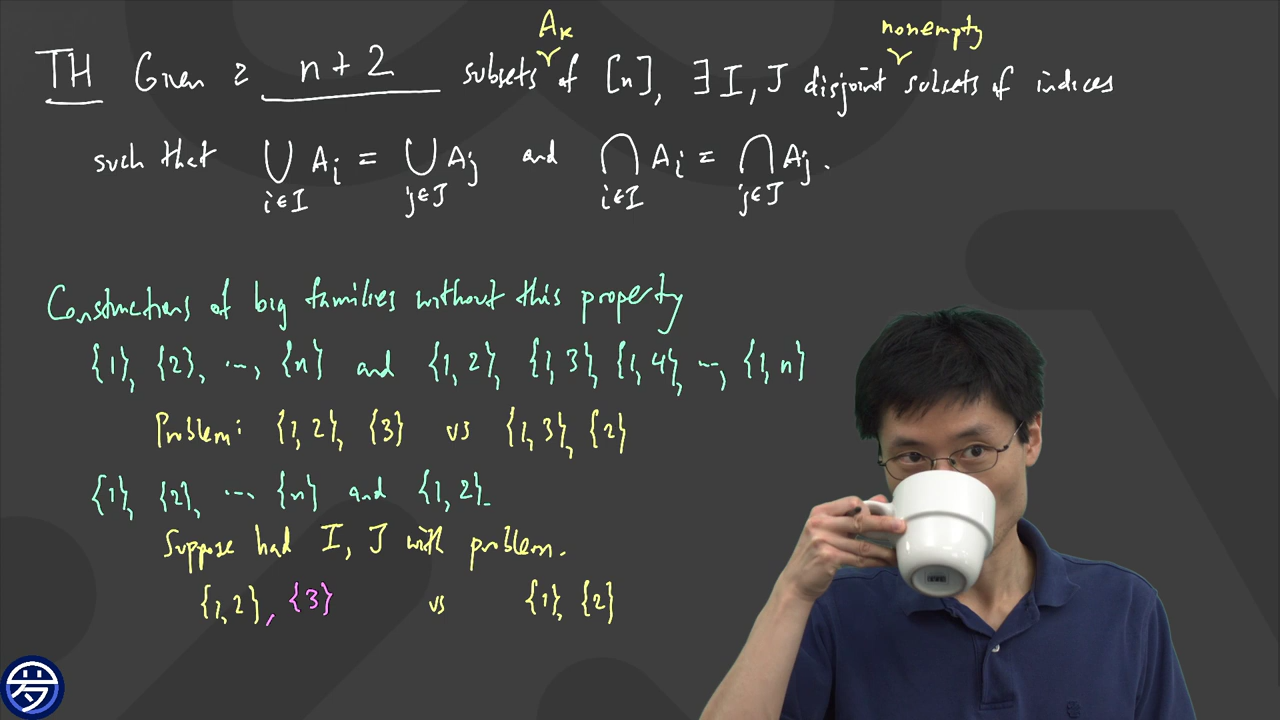 A_k nonempty
TH Given ≥ n+2 subsets of [n], ∃ I, J disjoint subsets of indices
such that ⋃_{i∈I} A_i = ⋃_{j∈J} A_j and ⋂_{i∈I} A_i = ⋂_{j∈J} A_j.
Constructions of big families without this property
{1}, {2}, ..., {n} and {1, 2}, {1, 3}, {1, 4}, ..., {1, n}
Problem: {1, 2}, {3} vs {1, 3}, {2}
{1}, {2}, ... {n} and {1, 2}.
Suppose had I, J with problem.
{1, 2}, {3} vs {1}, {2}